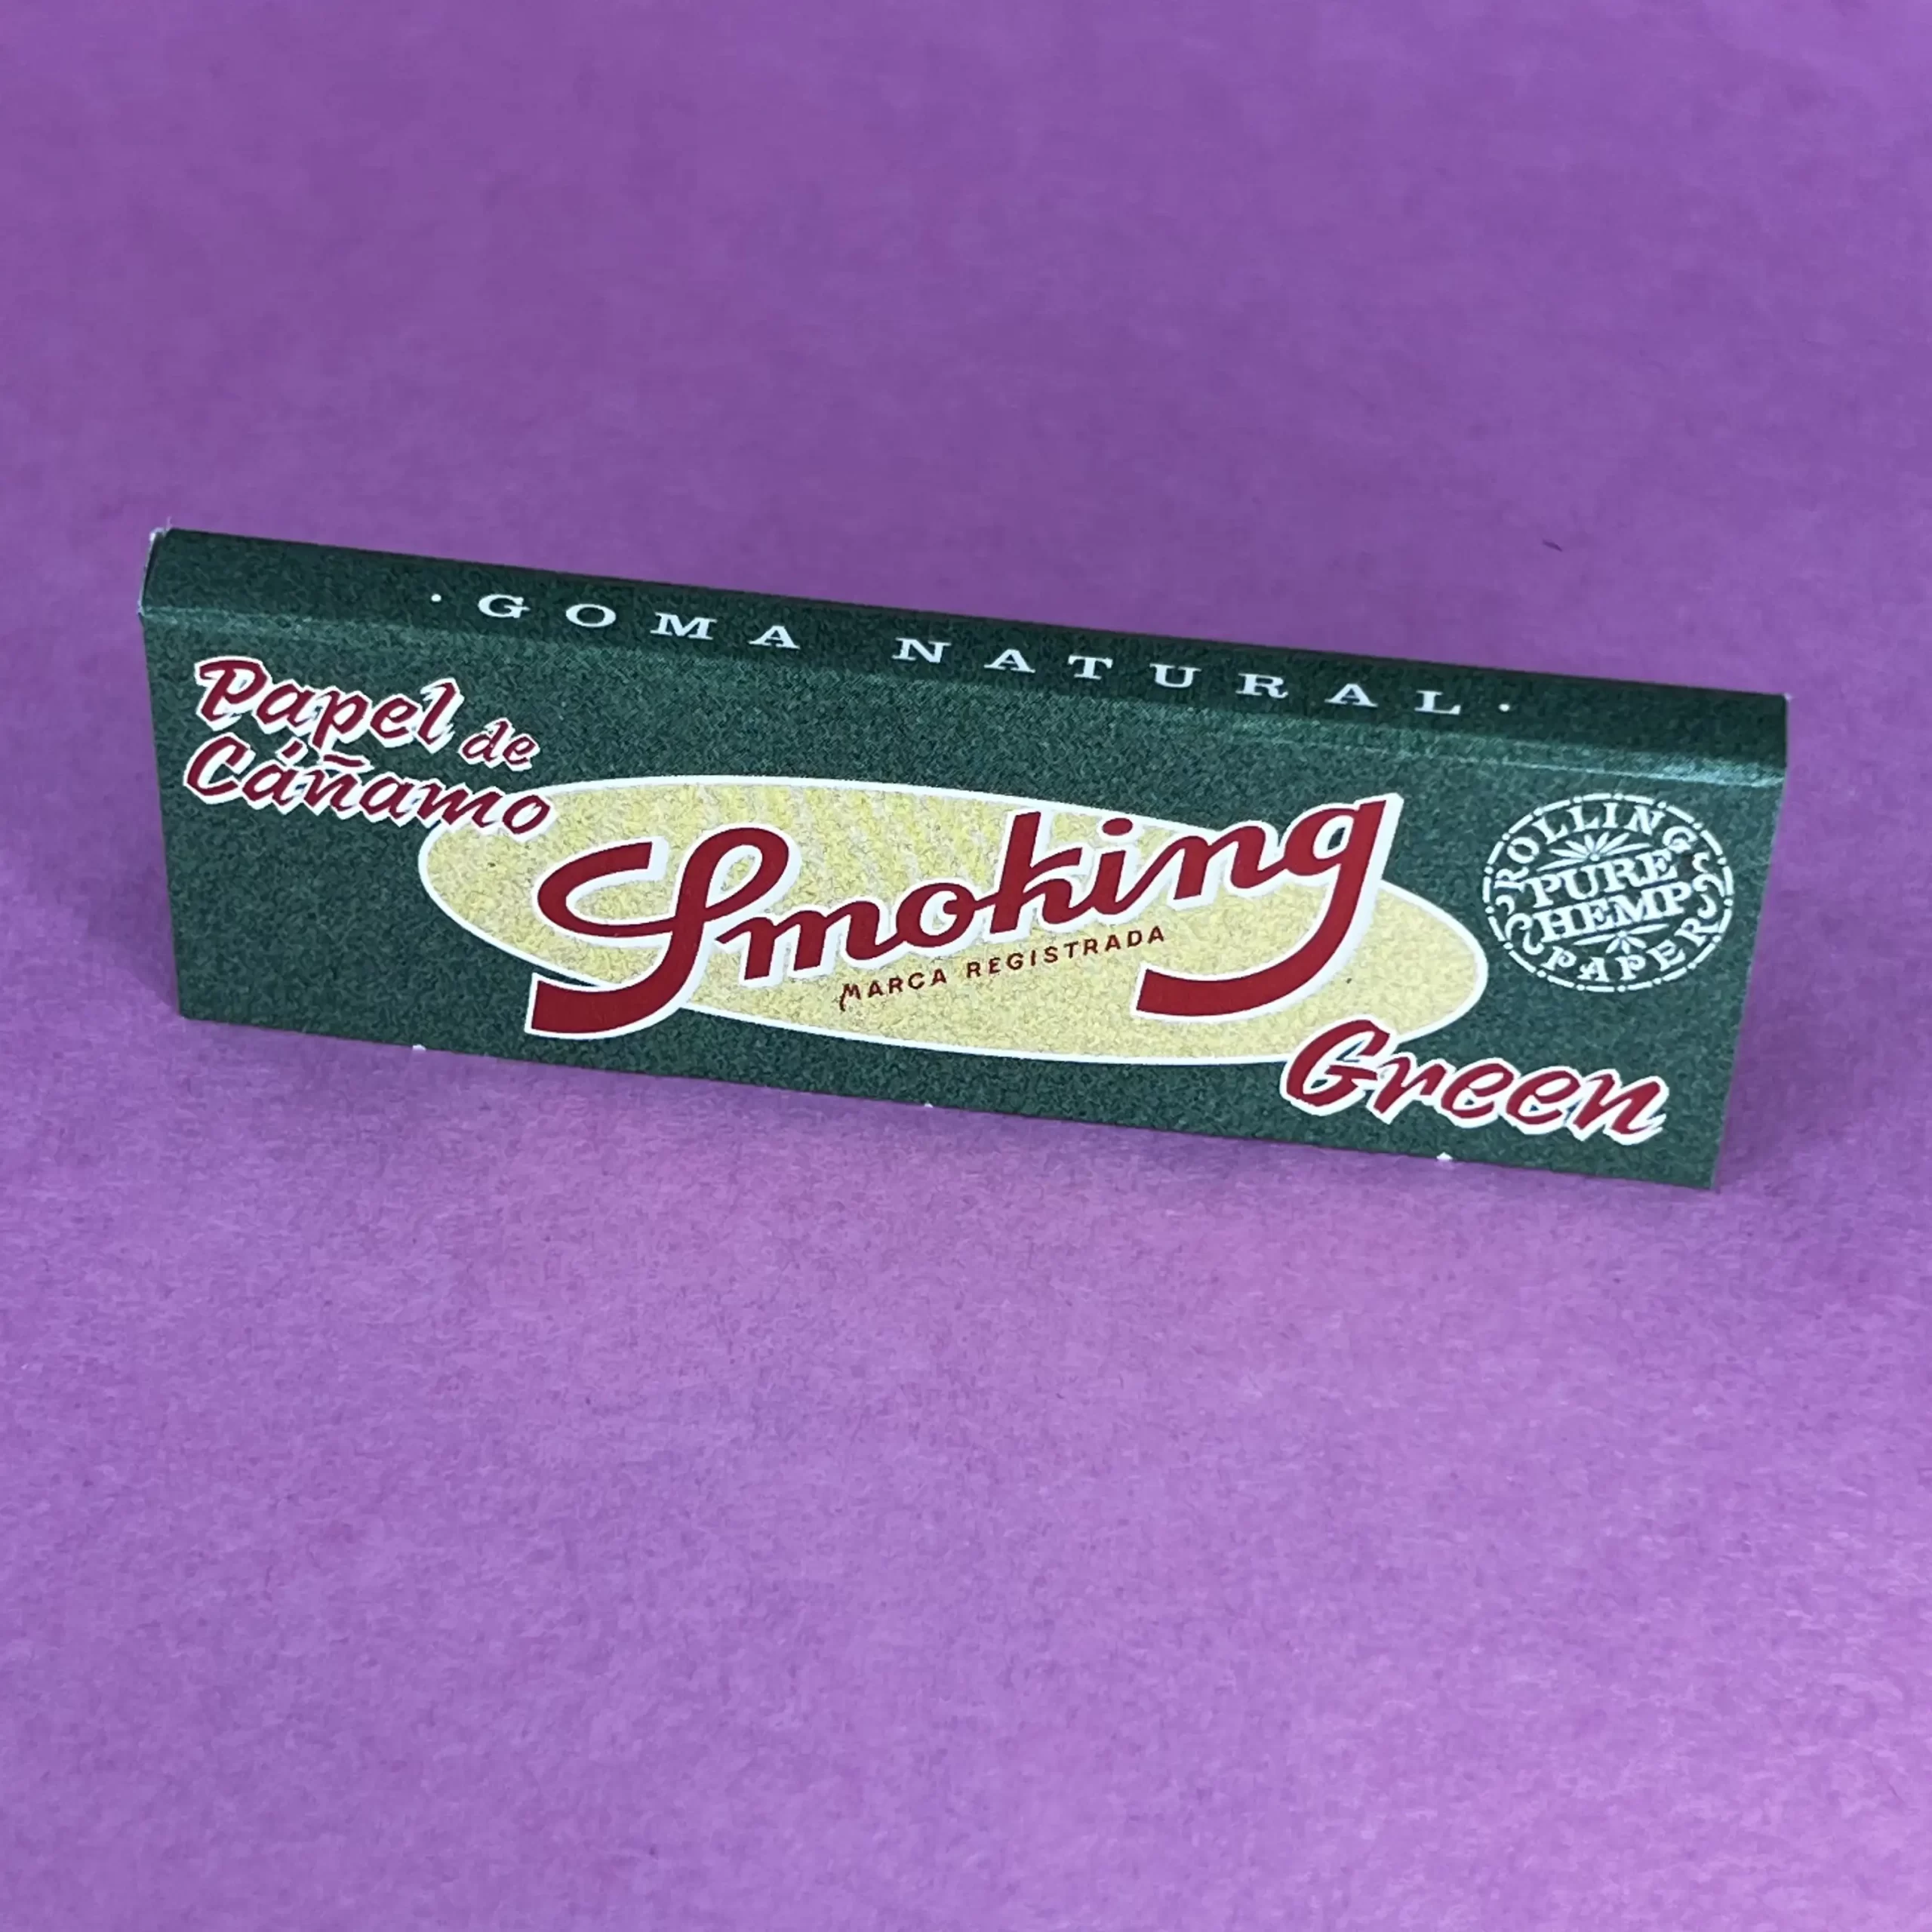 · GOMA NATURAL ·
Papel de
Cáñamo
Smoking
MARCA REGISTRADA
Green
ROLLING
PURE
HEMP
PAPER